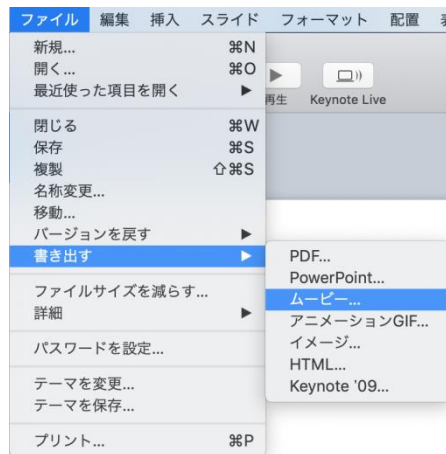 ファイル 編集 挿入 スライド フォーマット 配置
新規... ⌘N
開く... ⌘O
最近使った項目を開く ▶
再生 Keynote Live
閉じる ⌘W
保存 ⌘S
複製 ⇧⌘S
名称変更...
移動...
バージョンを戻す ▶
書き出す ▶
PDF...
PowerPoint...
ムービー...
アニメーションGIF...
イメージ...
HTML...
Keynote '09...
ファイルサイズを減らす...
詳細 ▶
パスワードを設定...
テーマを変更...
テーマを保存...
プリント... ⌘P